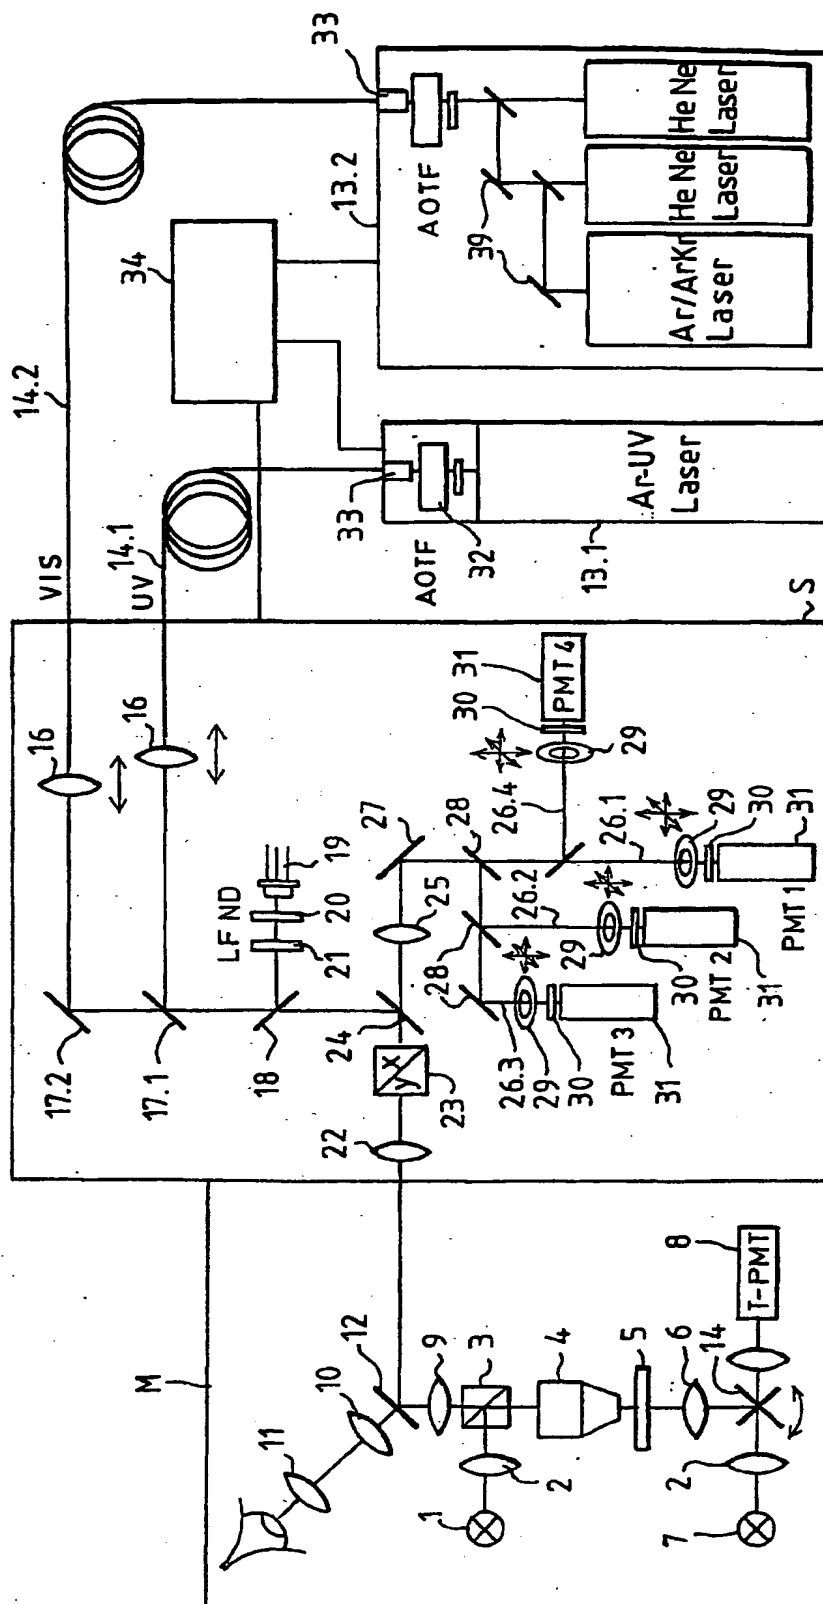 33
13.2
AOTF
39
HeNe
Laser
HeNe
Laser
Ar/ArKr
Laser
34
14.2
VIS
14.1
UV
33
AOTF
32
Ar-UV
Laser
13.1
S
16
16
19
LF ND
20
21
17.2
17.1
18
27
28
25
24
28
y x
23
22
26.4
30
PMT 4
31
29
26.1
29
30
31
PMT 1
26.2
29
30
PMT 2
31
26.3
29
30
PMT 3
31
M
12
10
11
9
3
4
5
6
14
8
T-PMT
2
1
2
7